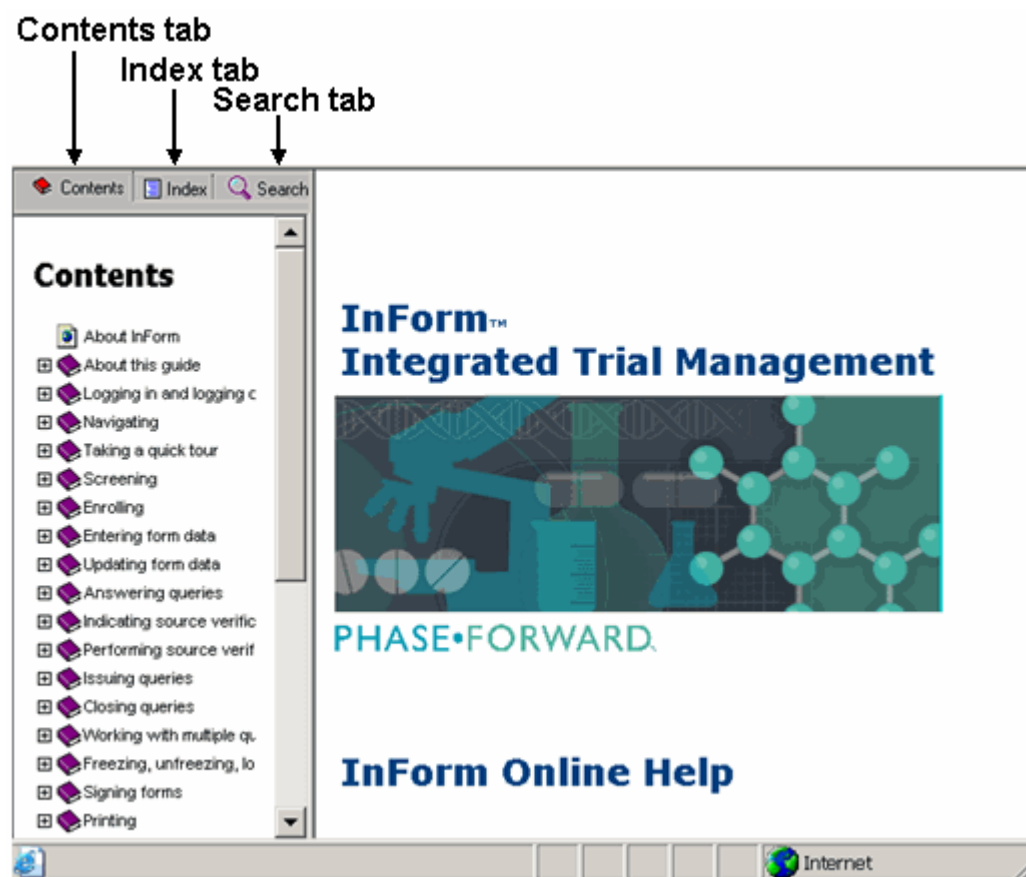 Contents tab
Index tab
Search tab
Contents
Index
Search
Contents
About InForm
About this guide
Logging in and logging c
Navigating
Taking a quick tour
Screening
Enrolling
Entering form data
Updating form data
Answering queries
Indicating source verific
Performing source verif
Issuing queries
Closing queries
Working with multiple qu
Freezing, unfreezing, lo
Signing forms
Printing
InForm™
Integrated Trial Management
PHASE•FORWARD
InForm Online Help
Internet